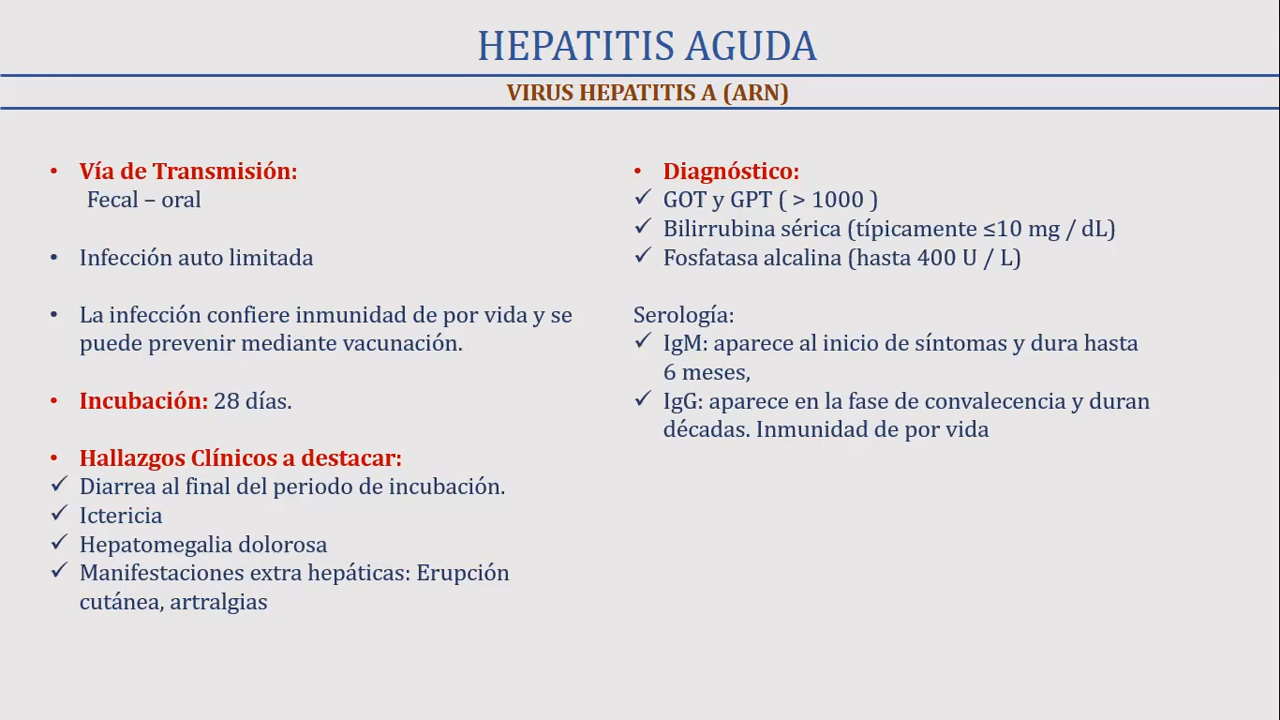 HEPATITIS AGUDA
VIRUS HEPATITIS A (ARN)
• Vía de Transmisión:
Fecal – oral
• Infección auto limitada
• La infección confiere inmunidad de por vida y se
puede prevenir mediante vacunación.
• Incubación: 28 días.
• Hallazgos Clínicos a destacar:
✓ Diarrea al final del periodo de incubación.
✓ Ictericia
✓ Hepatomegalia dolorosa
✓ Manifestaciones extra hepáticas: Erupción
cutánea, artralgias
• Diagnóstico:
✓ GOT y GPT ( > 1000 )
✓ Bilirrubina sérica (típicamente ≤10 mg / dL)
✓ Fosfatasa alcalina (hasta 400 U / L)
Serología:
✓ IgM: aparece al inicio de síntomas y dura hasta
6 meses,
✓ IgG: aparece en la fase de convalecencia y duran
décadas. Inmunidad de por vida